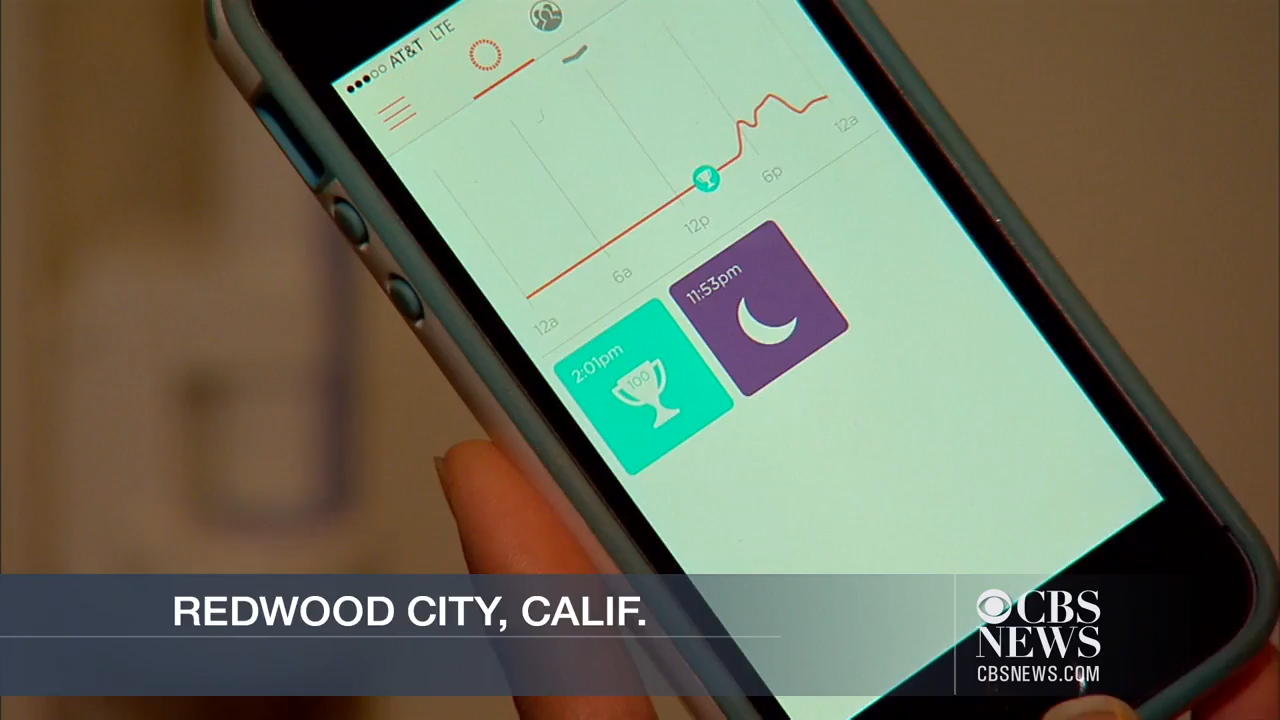 AT&T LTE
12a
6a
12p
6p
12a
2:01pm
100
11:53pm
REDWOOD CITY, CALIF.
CBS
NEWS
CBSNEWS.COM